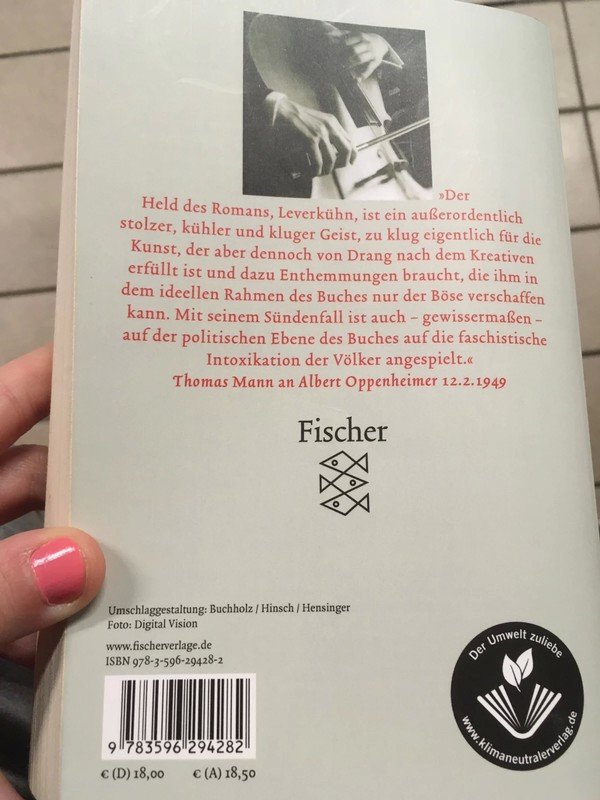 »Der
Held des Romans, Leverkühn, ist ein außerordentlich
stolzer, kühler und kluger Geist, zu klug eigentlich für die
Kunst, der aber dennoch von Drang nach dem Kreativen
erfüllt ist und dazu Enthemmungen braucht, die ihm in
dem ideellen Rahmen des Buches nur der Böse verschaffen
kann. Mit seinem Sündenfall ist auch – gewissermaßen –
auf der politischen Ebene des Buches auf die faschistische
Intoxikation der Völker angespielt.«
Thomas Mann an Albert Oppenheimer 12.2.1949
Fischer
Umschlaggestaltung: Buchholz / Hinsch / Hensinger
Foto: Digital Vision
www.fischerverlage.de
ISBN 978-3-596-29428-2
9 783596 294282
€ (D) 18,00 € (A) 18,50
Der Umwelt zuliebe
www.klimaneutralerverlag.de